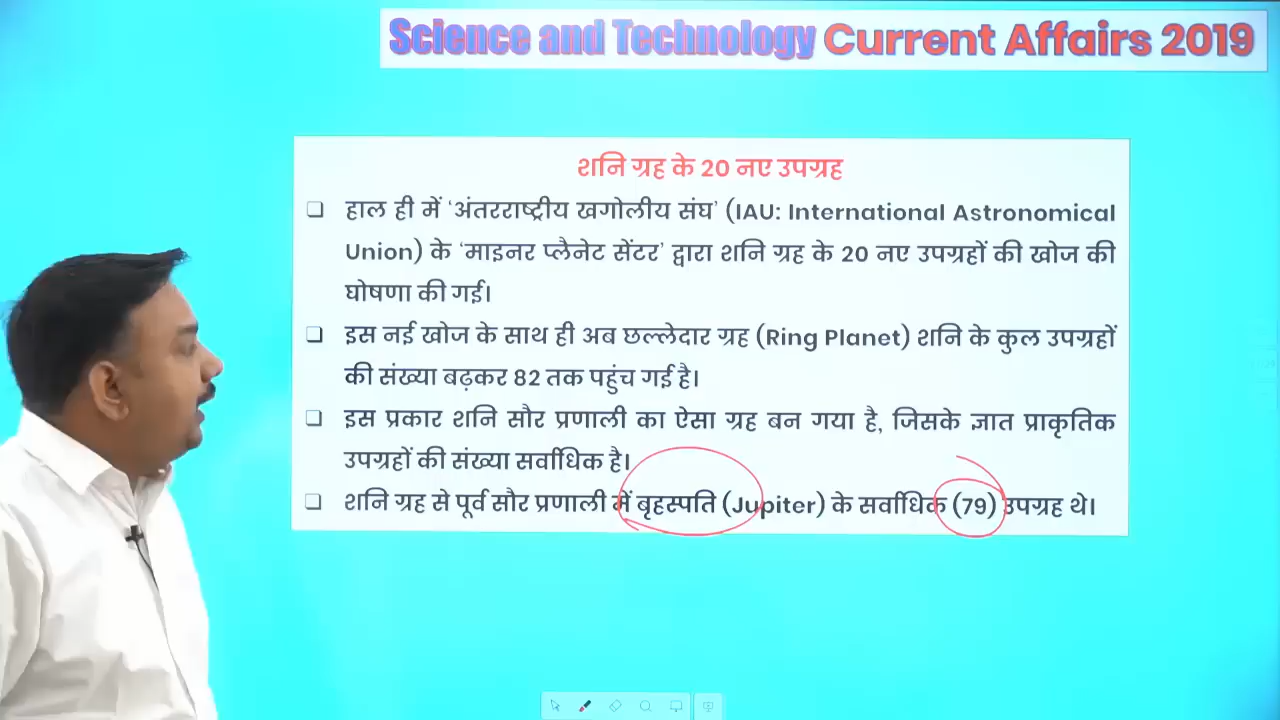 Science and Technology Current Affairs 2019
शनि ग्रह के 20 नए उपग्रह
❑ हाल ही में ‘अंतरराष्ट्रीय खगोलीय संघ’ (IAU: International Astronomical
Union) के ‘माइनर प्लैनेट सेंटर’ द्वारा शनि ग्रह के 20 नए उपग्रहों की खोज की
घोषणा की गई।
❑ इस नई खोज के साथ ही अब छल्लेदार ग्रह (Ring Planet) शनि के कुल उपग्रहों
की संख्या बढ़कर 82 तक पहुंच गई है।
❑ इस प्रकार शनि सौर प्रणाली का ऐसा ग्रह बन गया है, जिसके ज्ञात प्राकृतिक
उपग्रहों की संख्या सर्वाधिक है।
❑ शनि ग्रह से पूर्व सौर प्रणाली में बृहस्पति (Jupiter) के सर्वाधिक (79) उपग्रह थे।